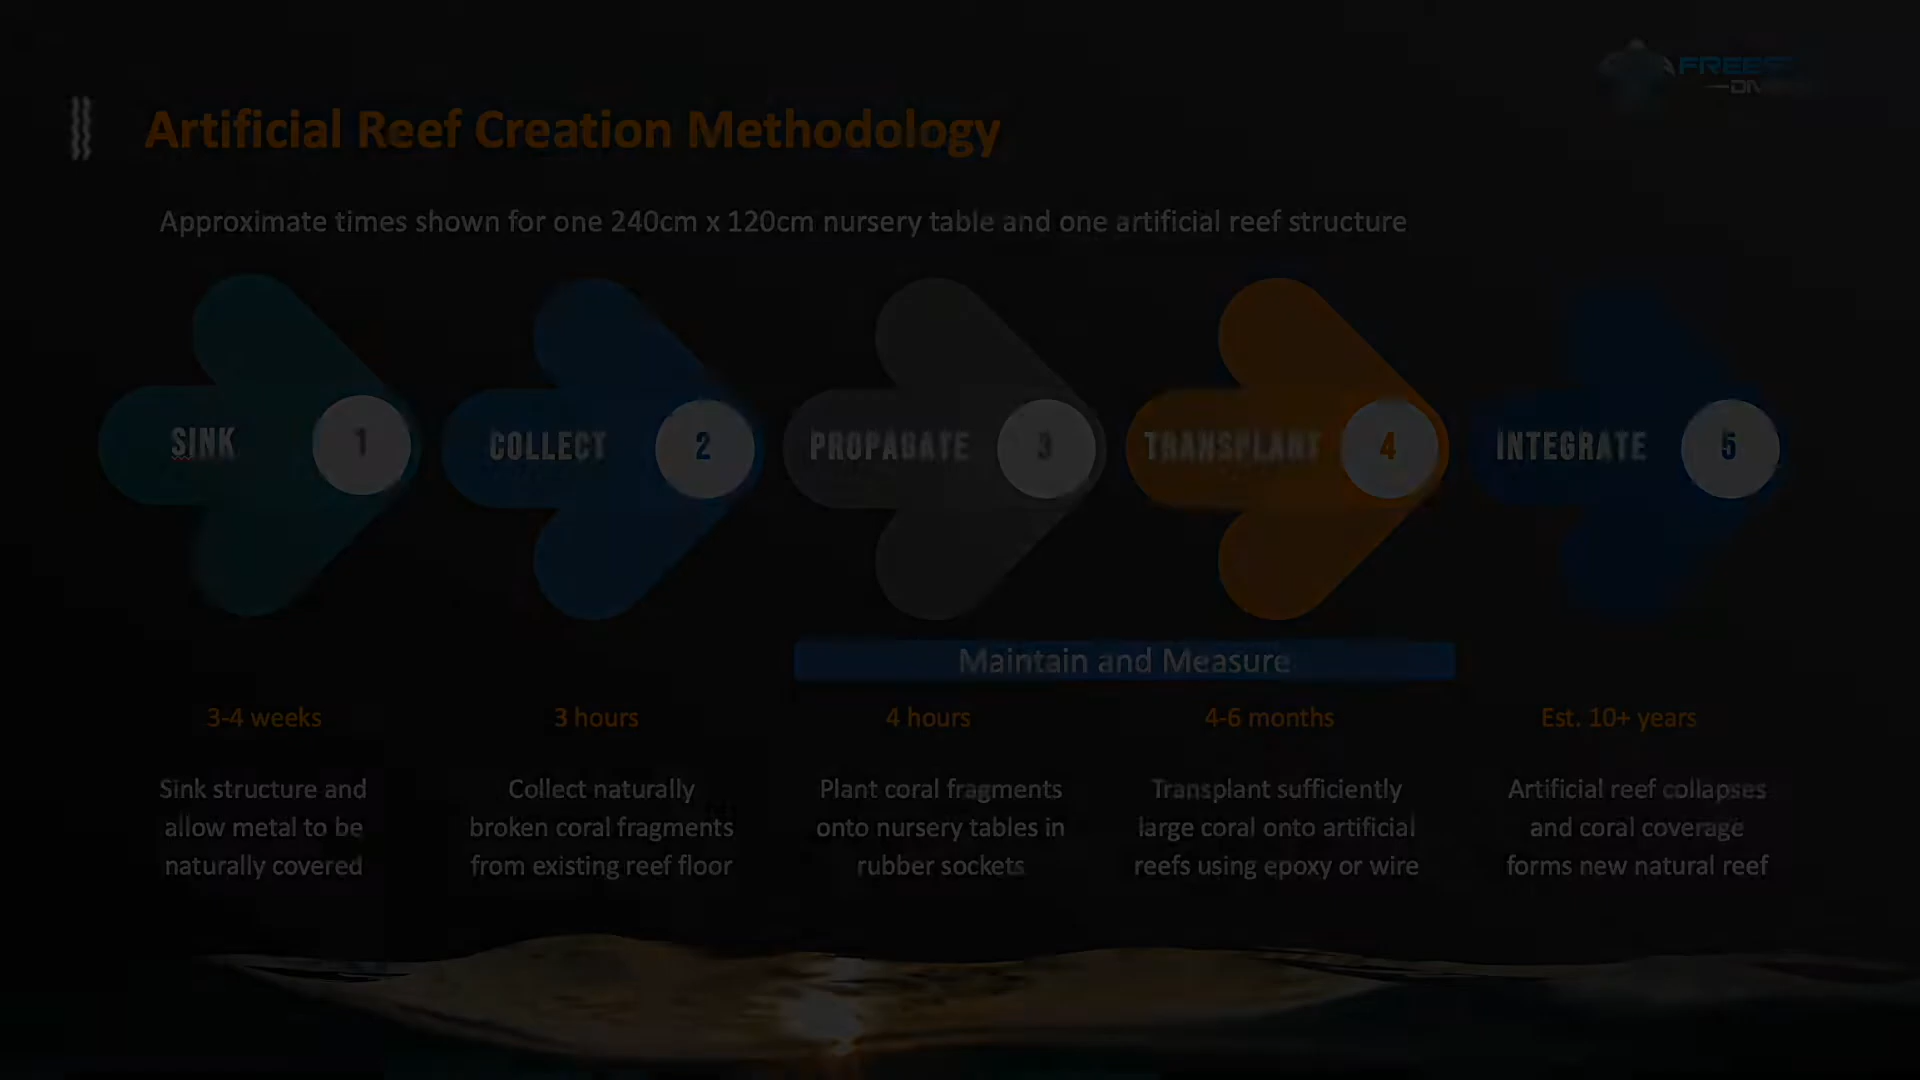 Artificial Reef Creation Methodology
Approximate times shown for one 240cm x 120cm nursery table and one artificial reef structure
SINK 1
COLLECT 2
PROPAGATE 3
TRANSPLANT 4
INTEGRATE 5
Maintain and Measure
3-4 weeks
Sink structure and
allow metal to be
naturally covered
3 hours
Collect naturally
broken coral fragments
from existing reef floor
4 hours
Plant coral fragments
onto nursery tables in
rubber sockets
4-6 months
Transplant sufficiently
large coral onto artificial
reefs using epoxy or wire
Est. 10+ years
Artificial reef collapses
and coral coverage
forms new natural reef